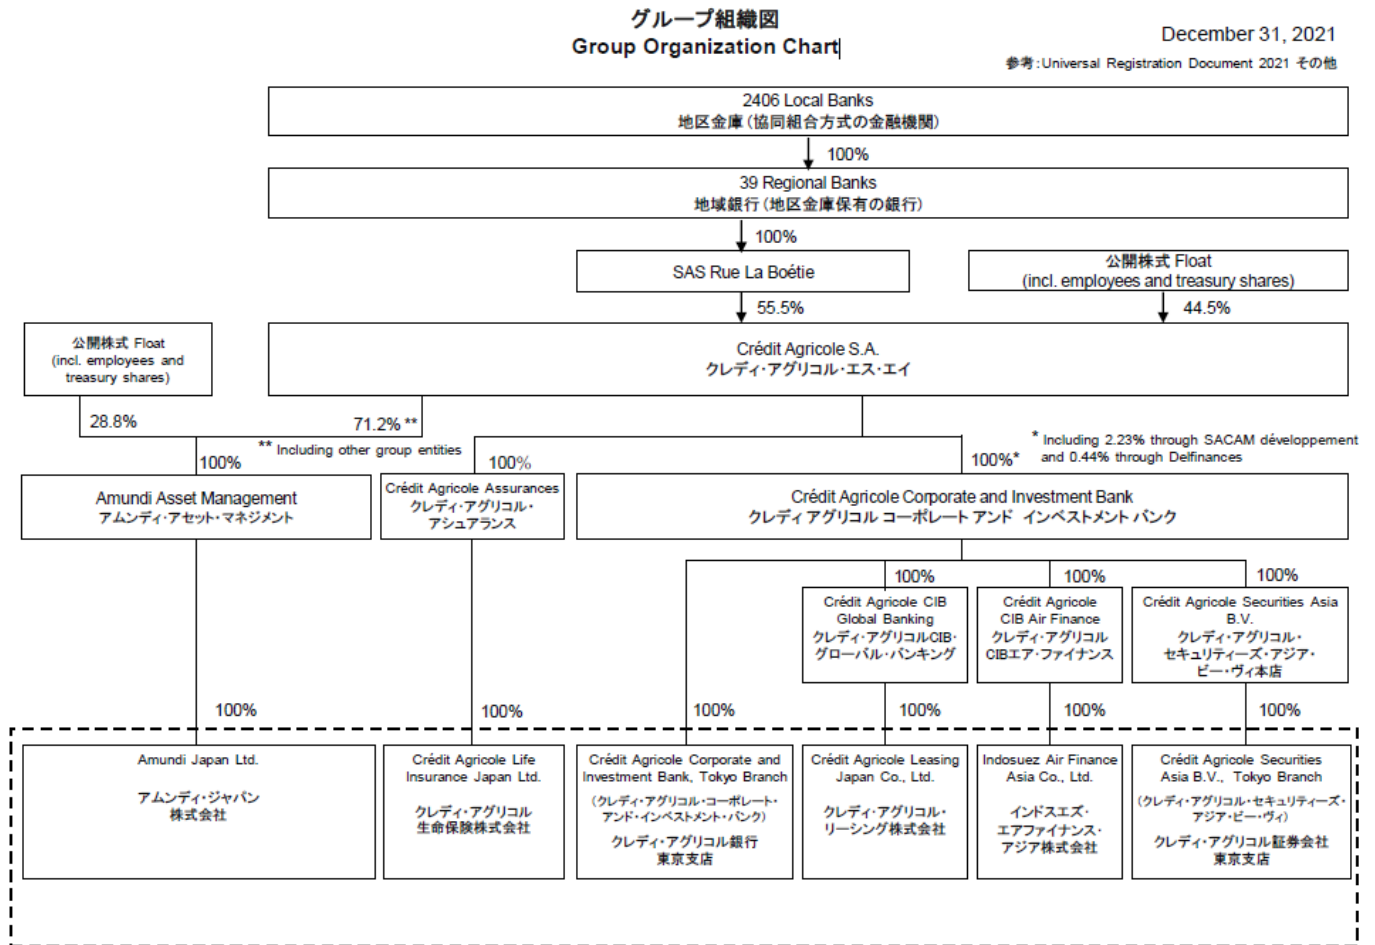 グループ組織図
Group Organization Chart
December 31, 2021
参考:Universal Registration Document 2021 その他
2406 Local Banks
地区金庫(協同組合方式の金融機関)
100%
39 Regional Banks
地域銀行(地区金庫保有の銀行)
100%
SAS Rue La Boétie
公開株式 Float
(incl. employees and treasury shares)
55.5%
44.5%
公開株式 Float
(incl. employees and
treasury shares)
Crédit Agricole S.A.
クレディ・アグリコル・エス・エイ
28.8%
71.2% **
** Including other group entities
* Including 2.23% through SACAM développement
and 0.44% through Delfinances
100%
100%
100%*
Amundi Asset Management
アムンディ・アセット・マネジメント
Crédit Agricole Assurances
クレディ・アグリコル・
アシュアランス
Crédit Agricole Corporate and Investment Bank
クレディ アグリコル コーポレート アンド インベストメント バンク
100%
100%
100%
Crédit Agricole CIB
Global Banking
クレディ・アグリコルCIB・
グローバル・バンキング
Crédit Agricole
CIB Air Finance
クレディ・アグリコル
CIBエア・ファイナンス
Crédit Agricole Securities Asia
B.V.
クレディ・アグリコル・
セキュリティーズ・アジア・
ビー・ヴィ本店
100%
100%
100%
100%
100%
100%
Amundi Japan Ltd.
アムンディ・ジャパン
株式会社
Crédit Agricole Life
Insurance Japan Ltd.
クレディ・アグリコル
生命保険株式会社
Crédit Agricole Corporate and
Investment Bank, Tokyo Branch
(クレディ・アグリコル・コーポレート・
アンド・インベストメント・バンク)
クレディ・アグリコル銀行
東京支店
Crédit Agricole Leasing
Japan Co., Ltd.
クレディ・アグリコル・
リーシング株式会社
Indosuez Air Finance
Asia Co., Ltd.
インドスエズ・
エアファイナンス・
アジア株式会社
Crédit Agricole Securities
Asia B.V., Tokyo Branch
(クレディ・アグリコル・セキュリティーズ・
アジア・ビー・ヴィ)
クレディ・アグリコル証券会社
東京支店